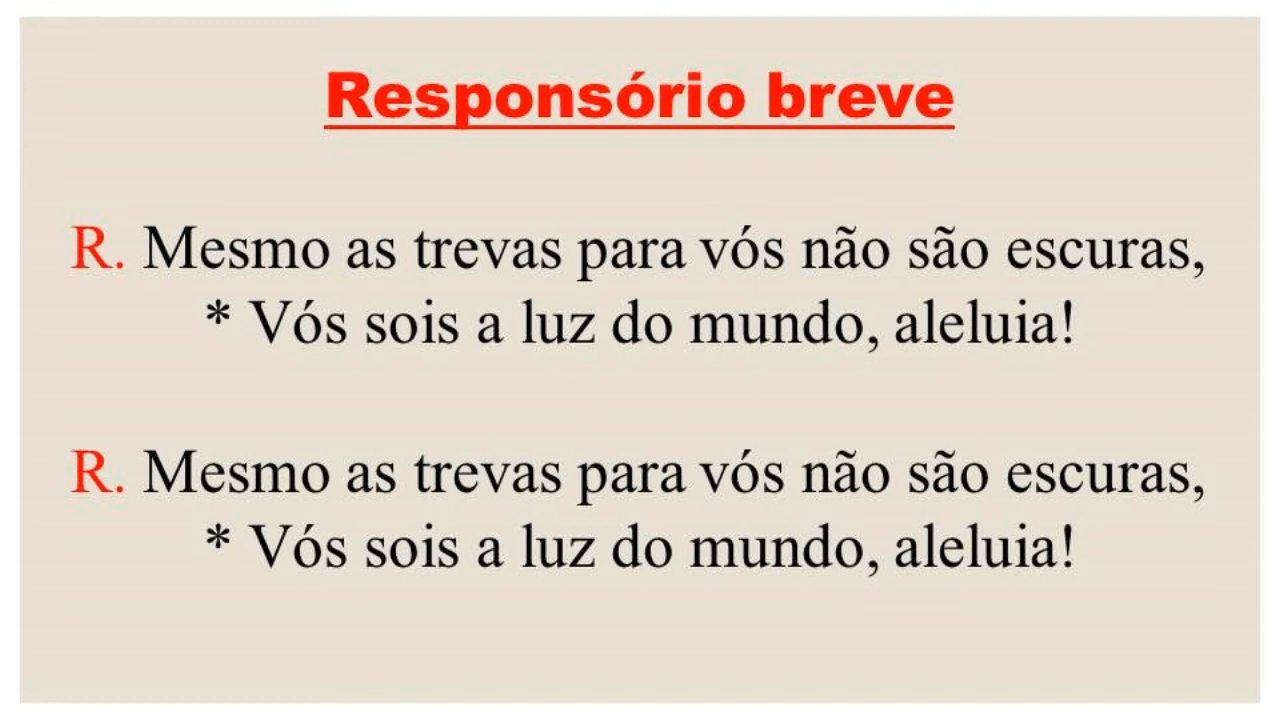 Responsório breve
R. Mesmo as trevas para vós não são escuras,
* Vós sois a luz do mundo, aleluia!
R. Mesmo as trevas para vós não são escuras,
* Vós sois a luz do mundo, aleluia!